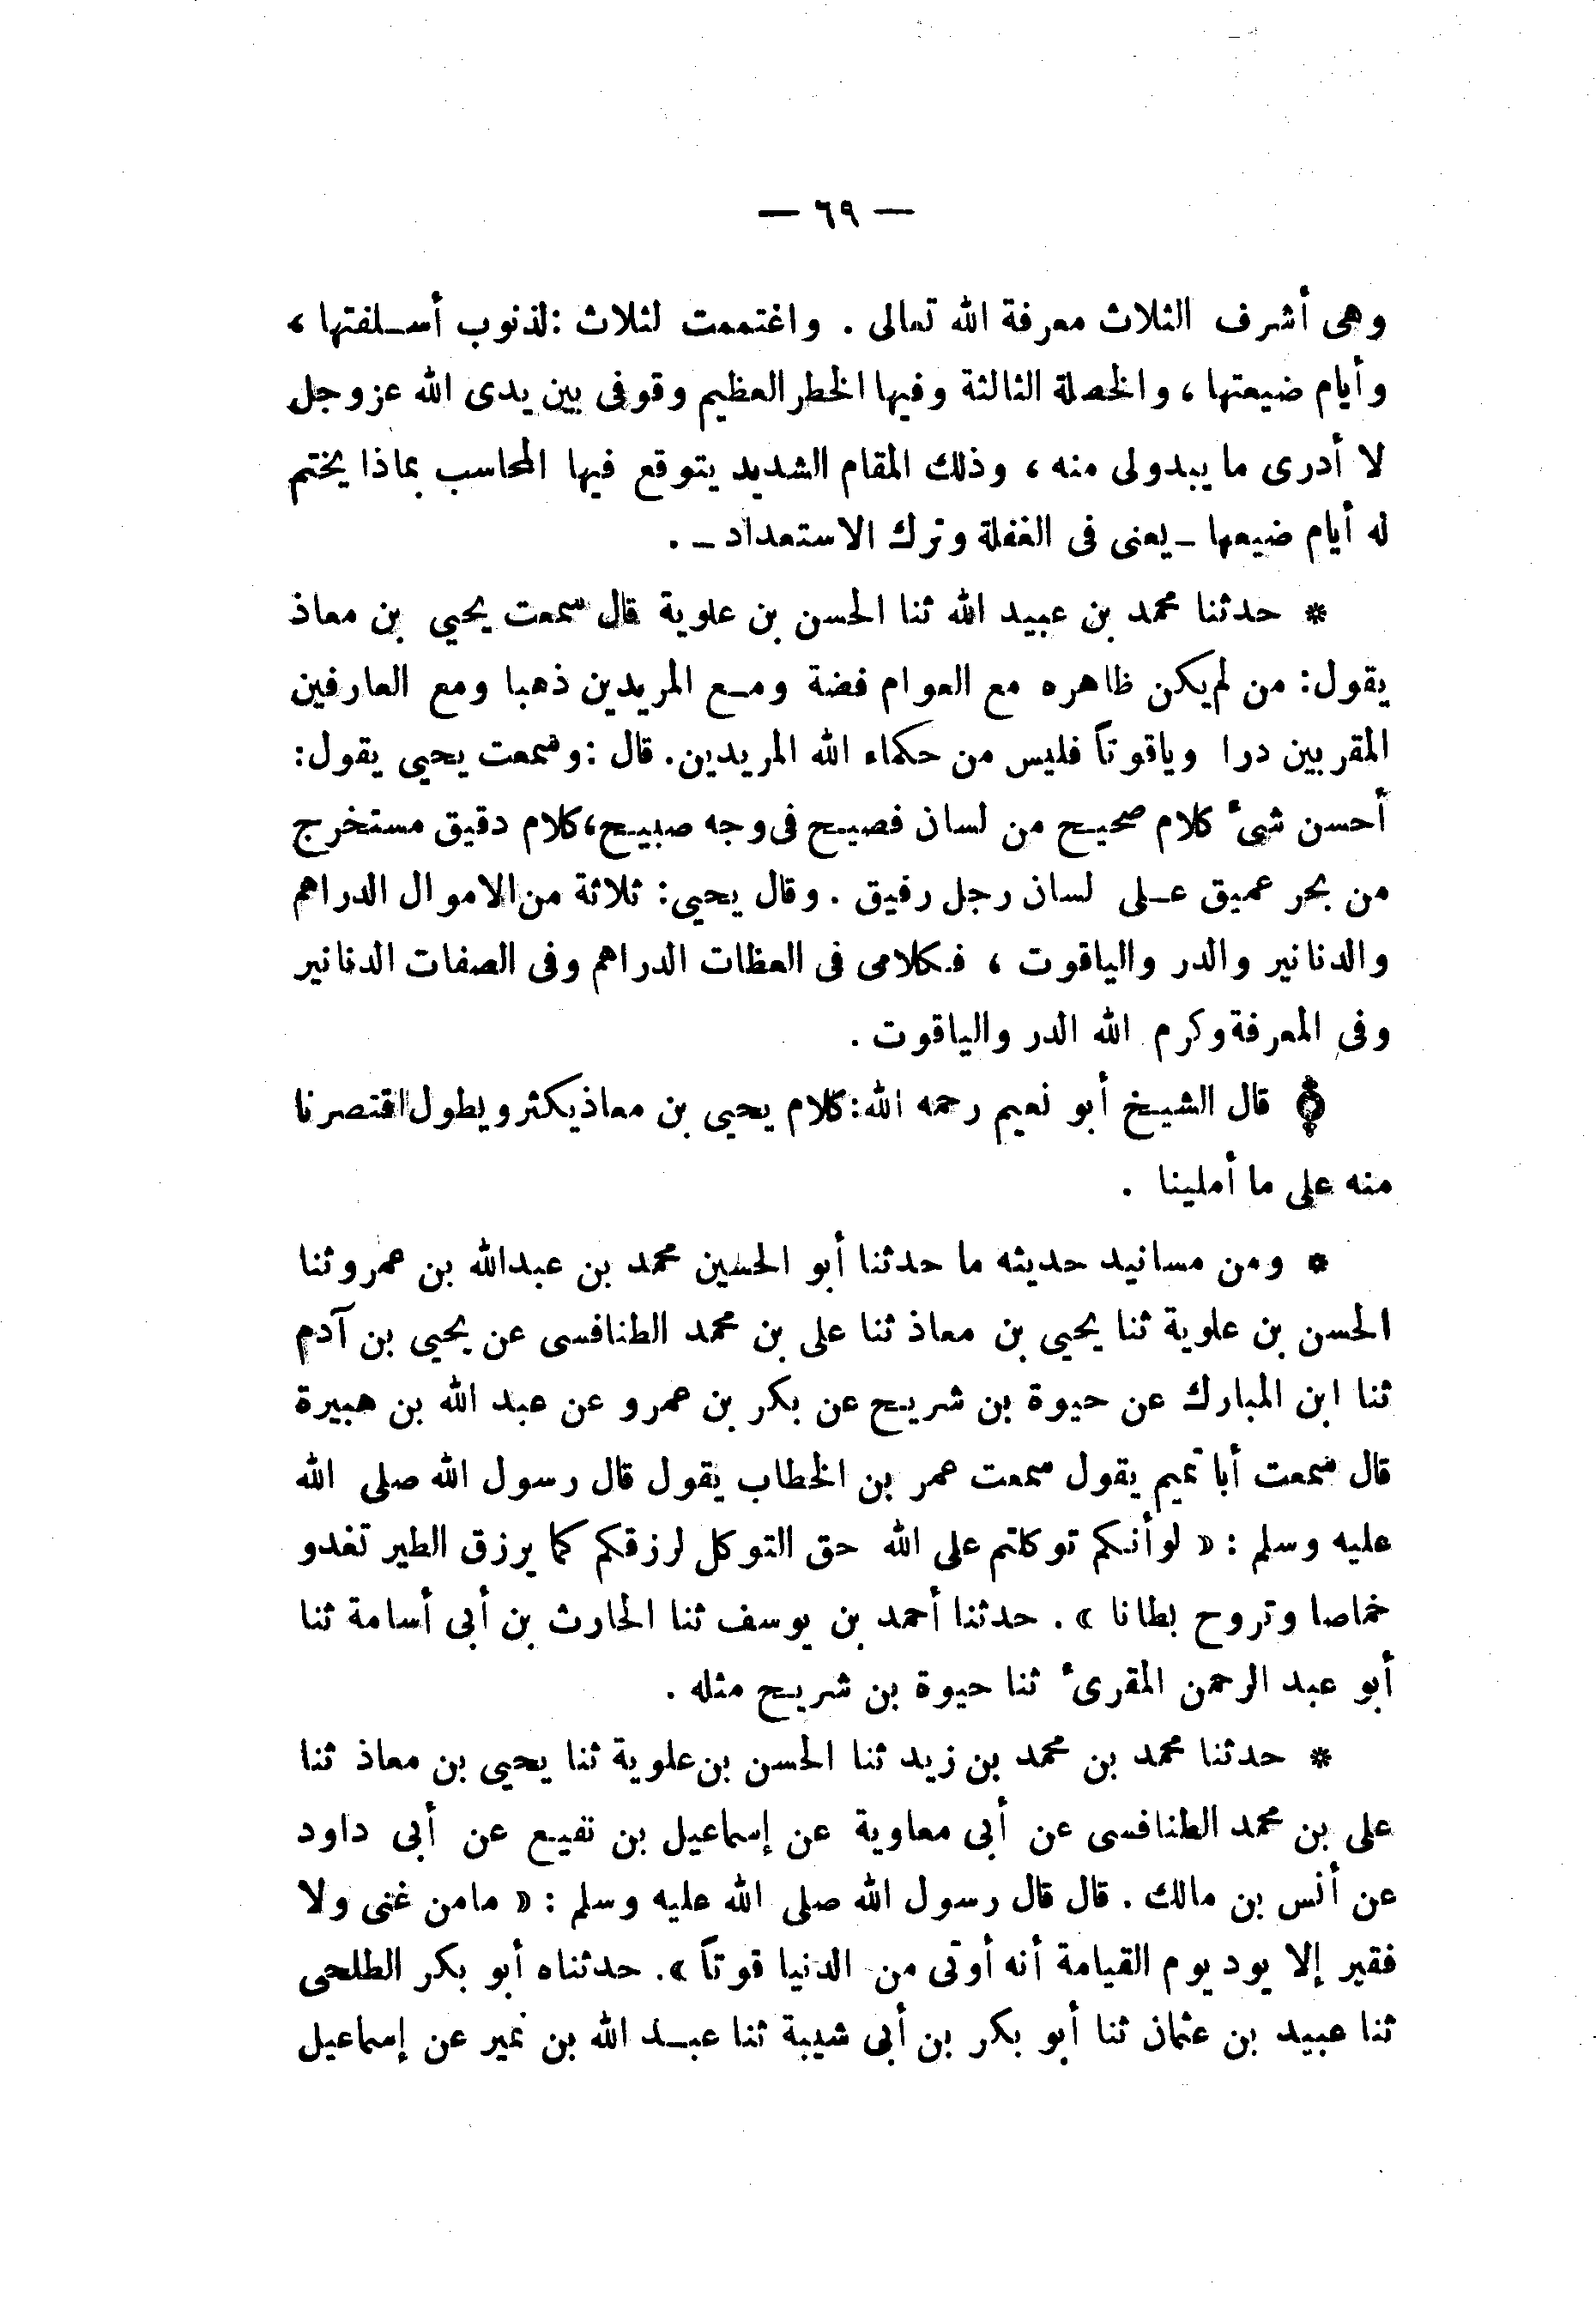 — ٦٩ —
وهى أشرف الثلاث معرفة الله تعالى . واغتممت لثلاث : لذنوب أسلفتها ،
وأيام ضيعتها ، والخصلة الثالثة وفيها الخطر العظيم وقوفى بين يدى الله عز وجل
لا أدرى ما يبدولى منه ، وذلك المقام الشديد يتوقع فيها المحاسب بماذا يختم
له أيام ضيعها - يعنى فى الغفلة وترك الاستعداد - .
* حدثنا محمد بن عبيد الله ثنا الحسن بن علوية قال سمعت يحيي بن معاذ
يقول : من لم يكن ظاهره مع العوام فضة ومع المريدين ذهبا ومع العارفين
المقربين درا وياقوتاً فليس من حكماء الله المريدين . قال : وسمعت يحيى يقول :
أحسن شىء كلام صحيح من لسان فصيح فى وجه صبيح ، كلام دقيق مستخرج
من بحر عميق على لسان رجل رفيق . وقال يحيى : ثلاثة من الاموال الدراهم
والدنانير والدر والياقوت ، فكلامى فى العظات الدراهم وفى الصفات الدنانير
وفى المعرفة وكرم الله الدر والياقوت .
قال الشيخ أبو نعيم رحمه الله : كلام يحيى بن معاذ يكثر ويطول اقتصرنا
منه على ما أملينا .
* ومن مسانيد حديثه ما حدثنا أبو الحسين محمد بن عبدالله بن عمرو ثنا
الحسن بن علوية ثنا يحيي بن معاذ ثنا على بن محمد الطنافسى عن يحيى بن آدم
ثنا ابن المبارك عن حيوة بن شريح عن بكر بن عمرو عن عبد الله بن هبيرة
قال سمعت أبا تميم يقول سمعت عمر بن الخطاب يقول قال رسول الله صلى الله
عليه وسلم : « لو أنكم توكلتم على الله حق التوكل لرزقكم كما يرزق الطير تغدو
خماصا وتروح بطانا » . حدثنا أحمد بن يوسف ثنا الحارث بن أبى أسامة ثنا
أبو عبد الرحمن المقرىء ثنا حيوة بن شريح مثله .
* حدثنا محمد بن محمد بن زيد ثنا الحسن بن علوية ثنا يحيى بن معاذ ثنا
على بن محمد الطنافسى عن أبى معاوية عن إسماعيل بن نفيع عن أبى داود
عن أنس بن مالك . قال قال رسول الله صلى الله عليه وسلم : « مامن غنى ولا
فقير إلا يود يوم القيامة أنه أوتى من الدنيا قوتاً » . حدثناه أبو بكر الطلحى
ثنا عبيد بن عثمان ثنا أبو بكر بن أبى شيبة ثنا عبد الله بن نمير عن إسماعيل